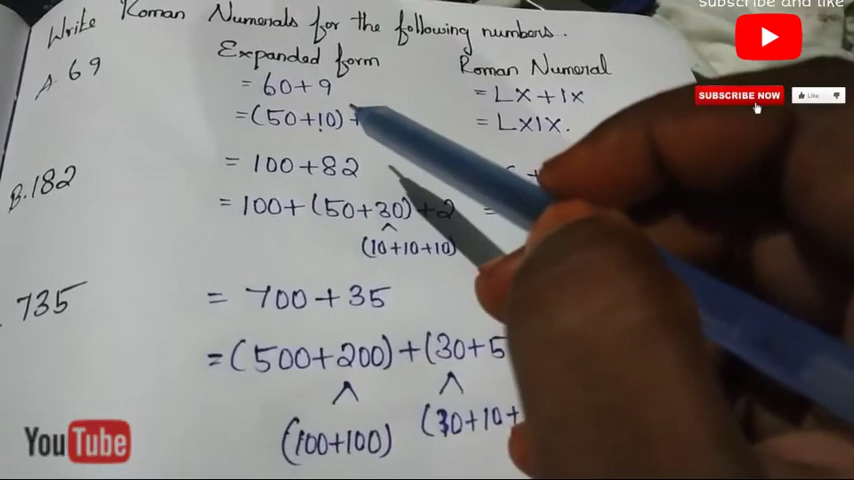 Subscribe and like
Write Roman Numerals for the following numbers.
Expanded form Roman Numeral
A. 69 = 60+9 = LX+IX
=(50+10)+ = LXIX.
B. 182 = 100+82
= 100+(50+30)+2 =
(10+10+10)
735 = 700+35
=(500+200)+(30+5
(100+100) (30+10+
SUBSCRIBE NOW Like
YouTube